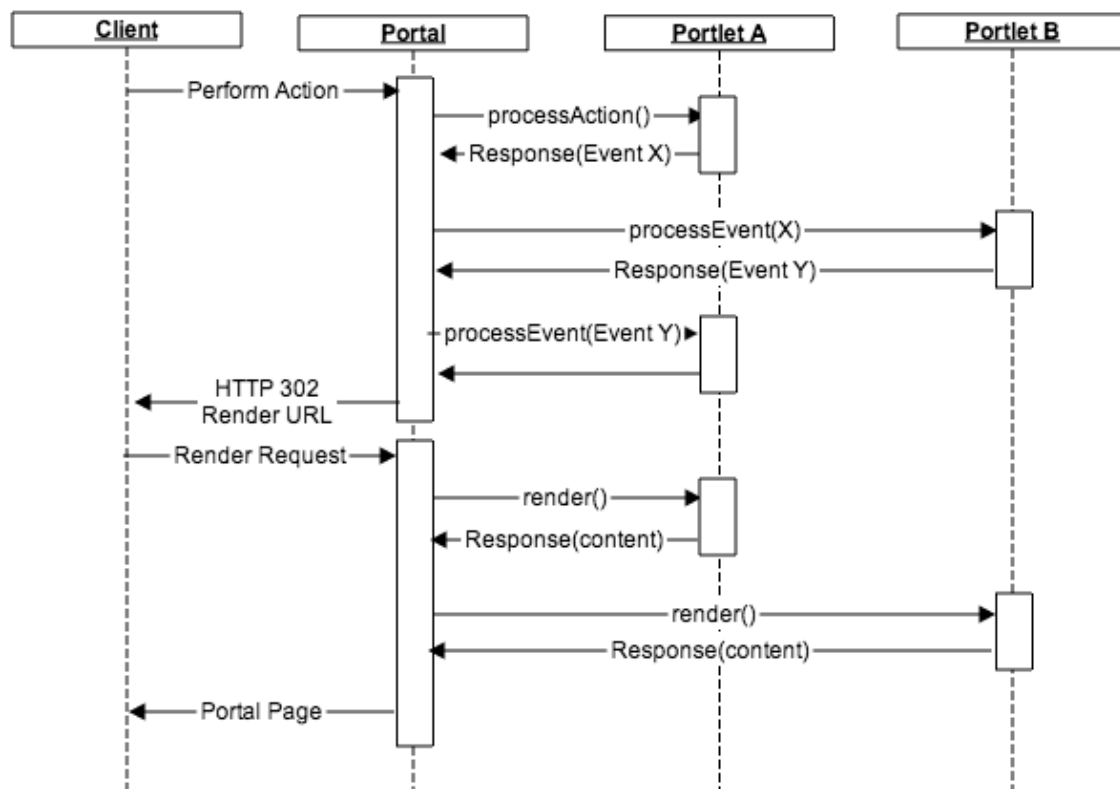 Client
Portal
Portlet A
Portlet B
Perform Action
processAction()
Response(Event X)
processEvent(X)
Response(Event Y)
processEvent(Event Y)
HTTP 302
Render URL
Render Request
render()
Response(content)
render()
Response(content)
Portal Page